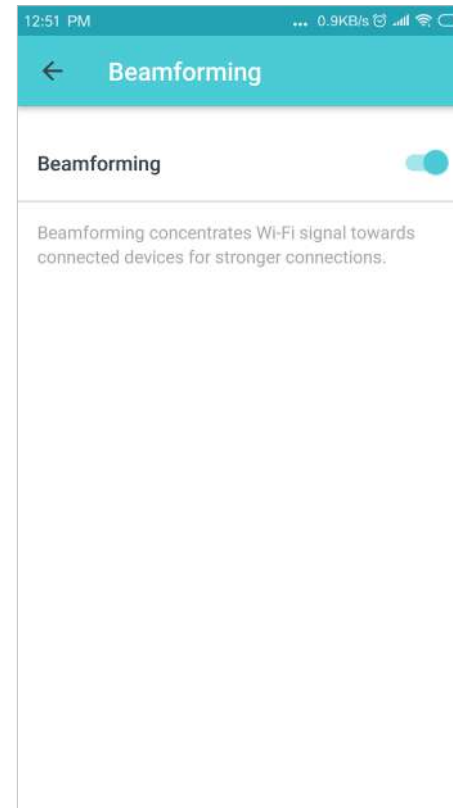 12:51 PM ... 0.9KB/s
Beamforming
Beamforming
Beamforming concentrates Wi-Fi signal towards
connected devices for stronger connections.